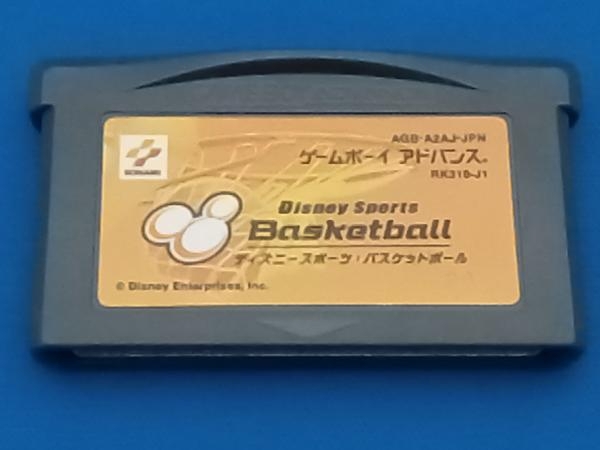 KONAMI
AGB-A2AJ-JPN
ゲームボーイ アドバンス®
RK310-J1
Disney Sports
Basketball
ディズニースポーツ:バスケットボール
© Disney Enterprises, Inc.